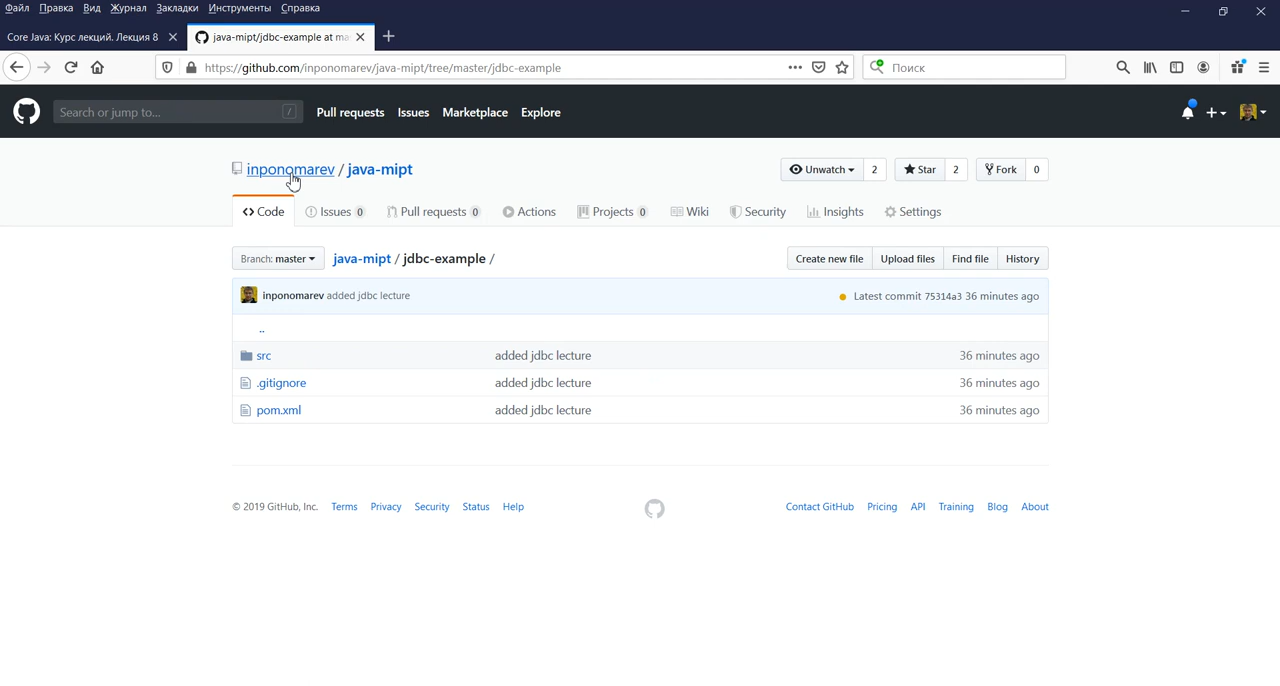 Файл Правка Вид Журнал Закладки Инструменты Справка
Core Java: Курс лекций. Лекция 8 java-mipt/jdbc-example at ma
https://github.com/inponomarev/java-mipt/tree/master/jdbc-example Поиск
Search or jump to... / Pull requests Issues Marketplace Explore
inponomarev / java-mipt Unwatch 2 Star 2 Fork 0
Code Issues 0 Pull requests 0 Actions Projects 0 Wiki Security Insights Settings
Branch: master java-mipt / jdbc-example / Create new file Upload files Find file History
inponomarev added jdbc lecture Latest commit 75314a3 36 minutes ago
..
src added jdbc lecture 36 minutes ago
.gitignore added jdbc lecture 36 minutes ago
pom.xml added jdbc lecture 36 minutes ago
© 2019 GitHub, Inc. Terms Privacy Security Status Help Contact GitHub Pricing API Training Blog About